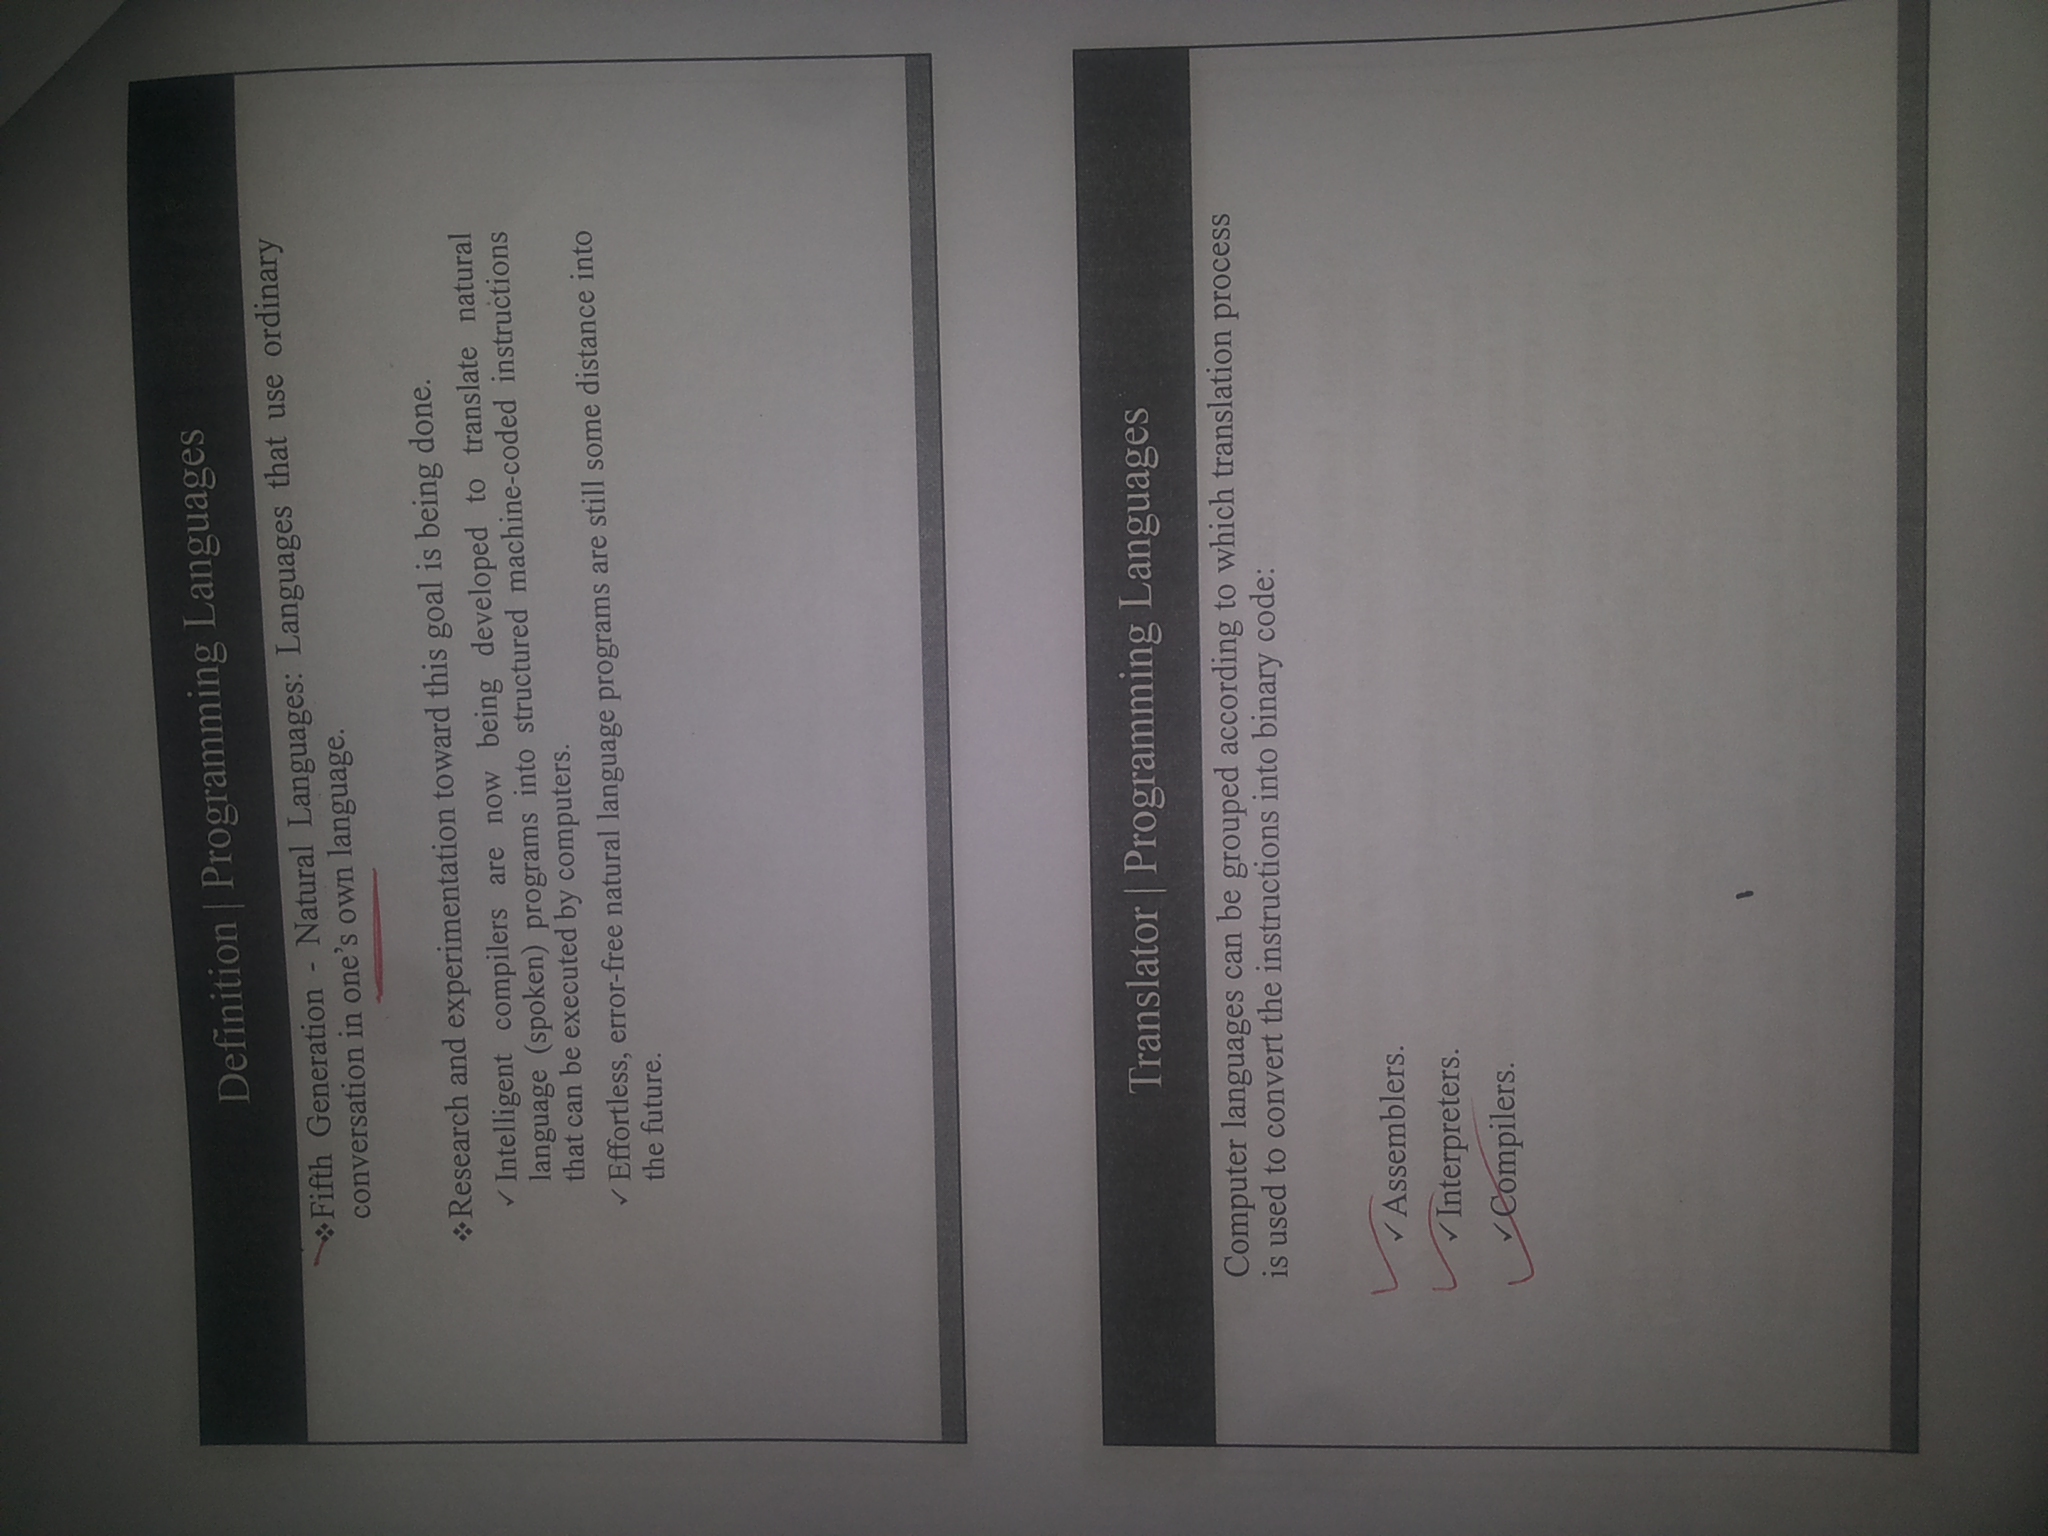 Definition | Programming Languages
❖Fifth Generation - Natural Languages: Languages that use ordinary
conversation in one's own language.
❖Research and experimentation toward this goal is being done.
✓Intelligent compilers are now being developed to translate natural
language (spoken) programs into structured machine-coded instructions
that can be executed by computers.
✓Effortless, error-free natural language programs are still some distance into
the future.
Translator | Programming Languages
Computer languages can be grouped according to which translation process
is used to convert the instructions into binary code:
✓Assemblers.
✓Interpreters.
✓Compilers.